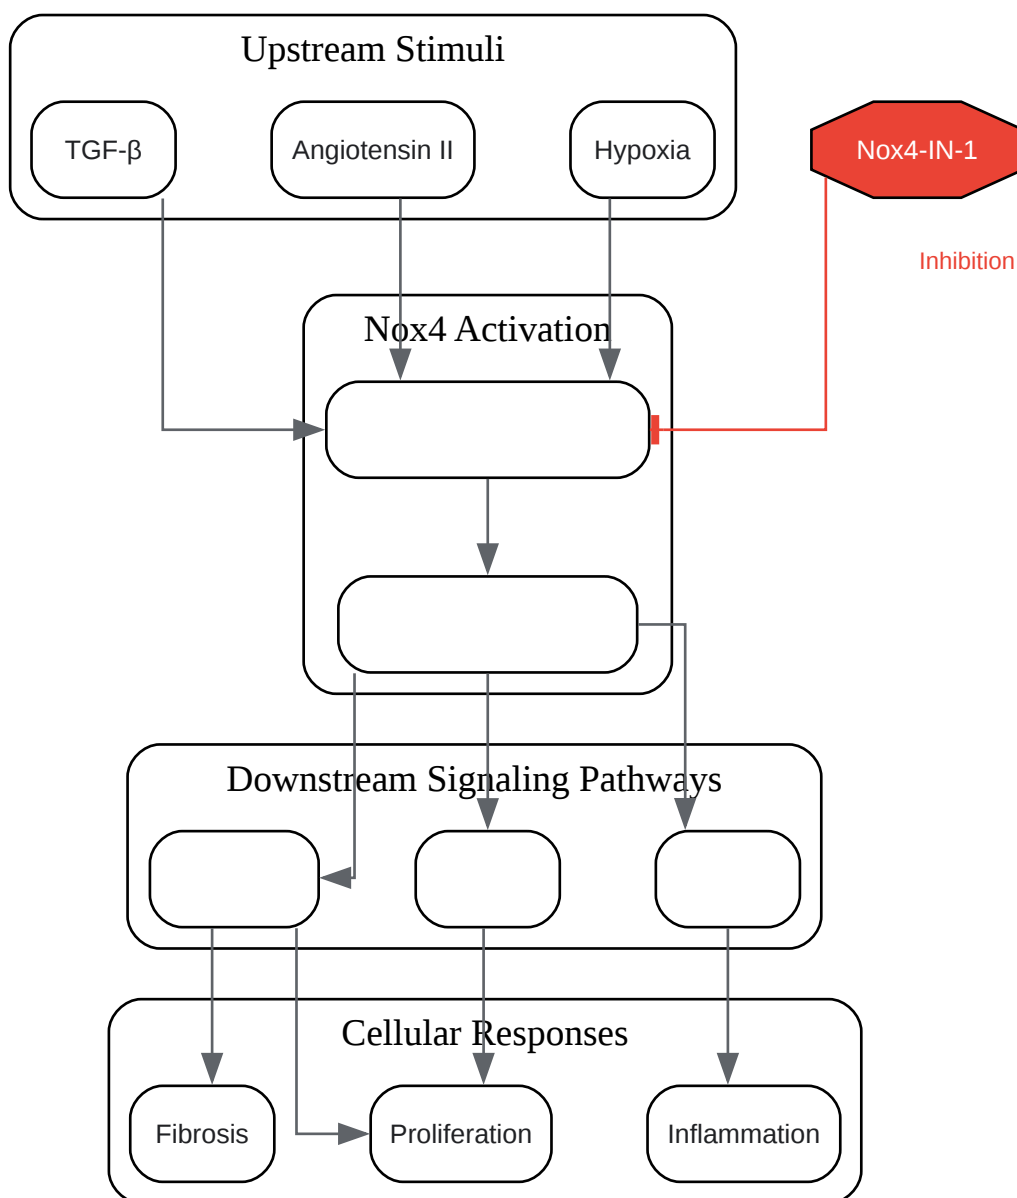 Upstream Stimuli
TGF-β
Angiotensin II
Hypoxia
Nox4-IN-1
Inhibition
Nox4 Activation
Downstream Signaling Pathways
Cellular Responses
Fibrosis
Proliferation
Inflammation